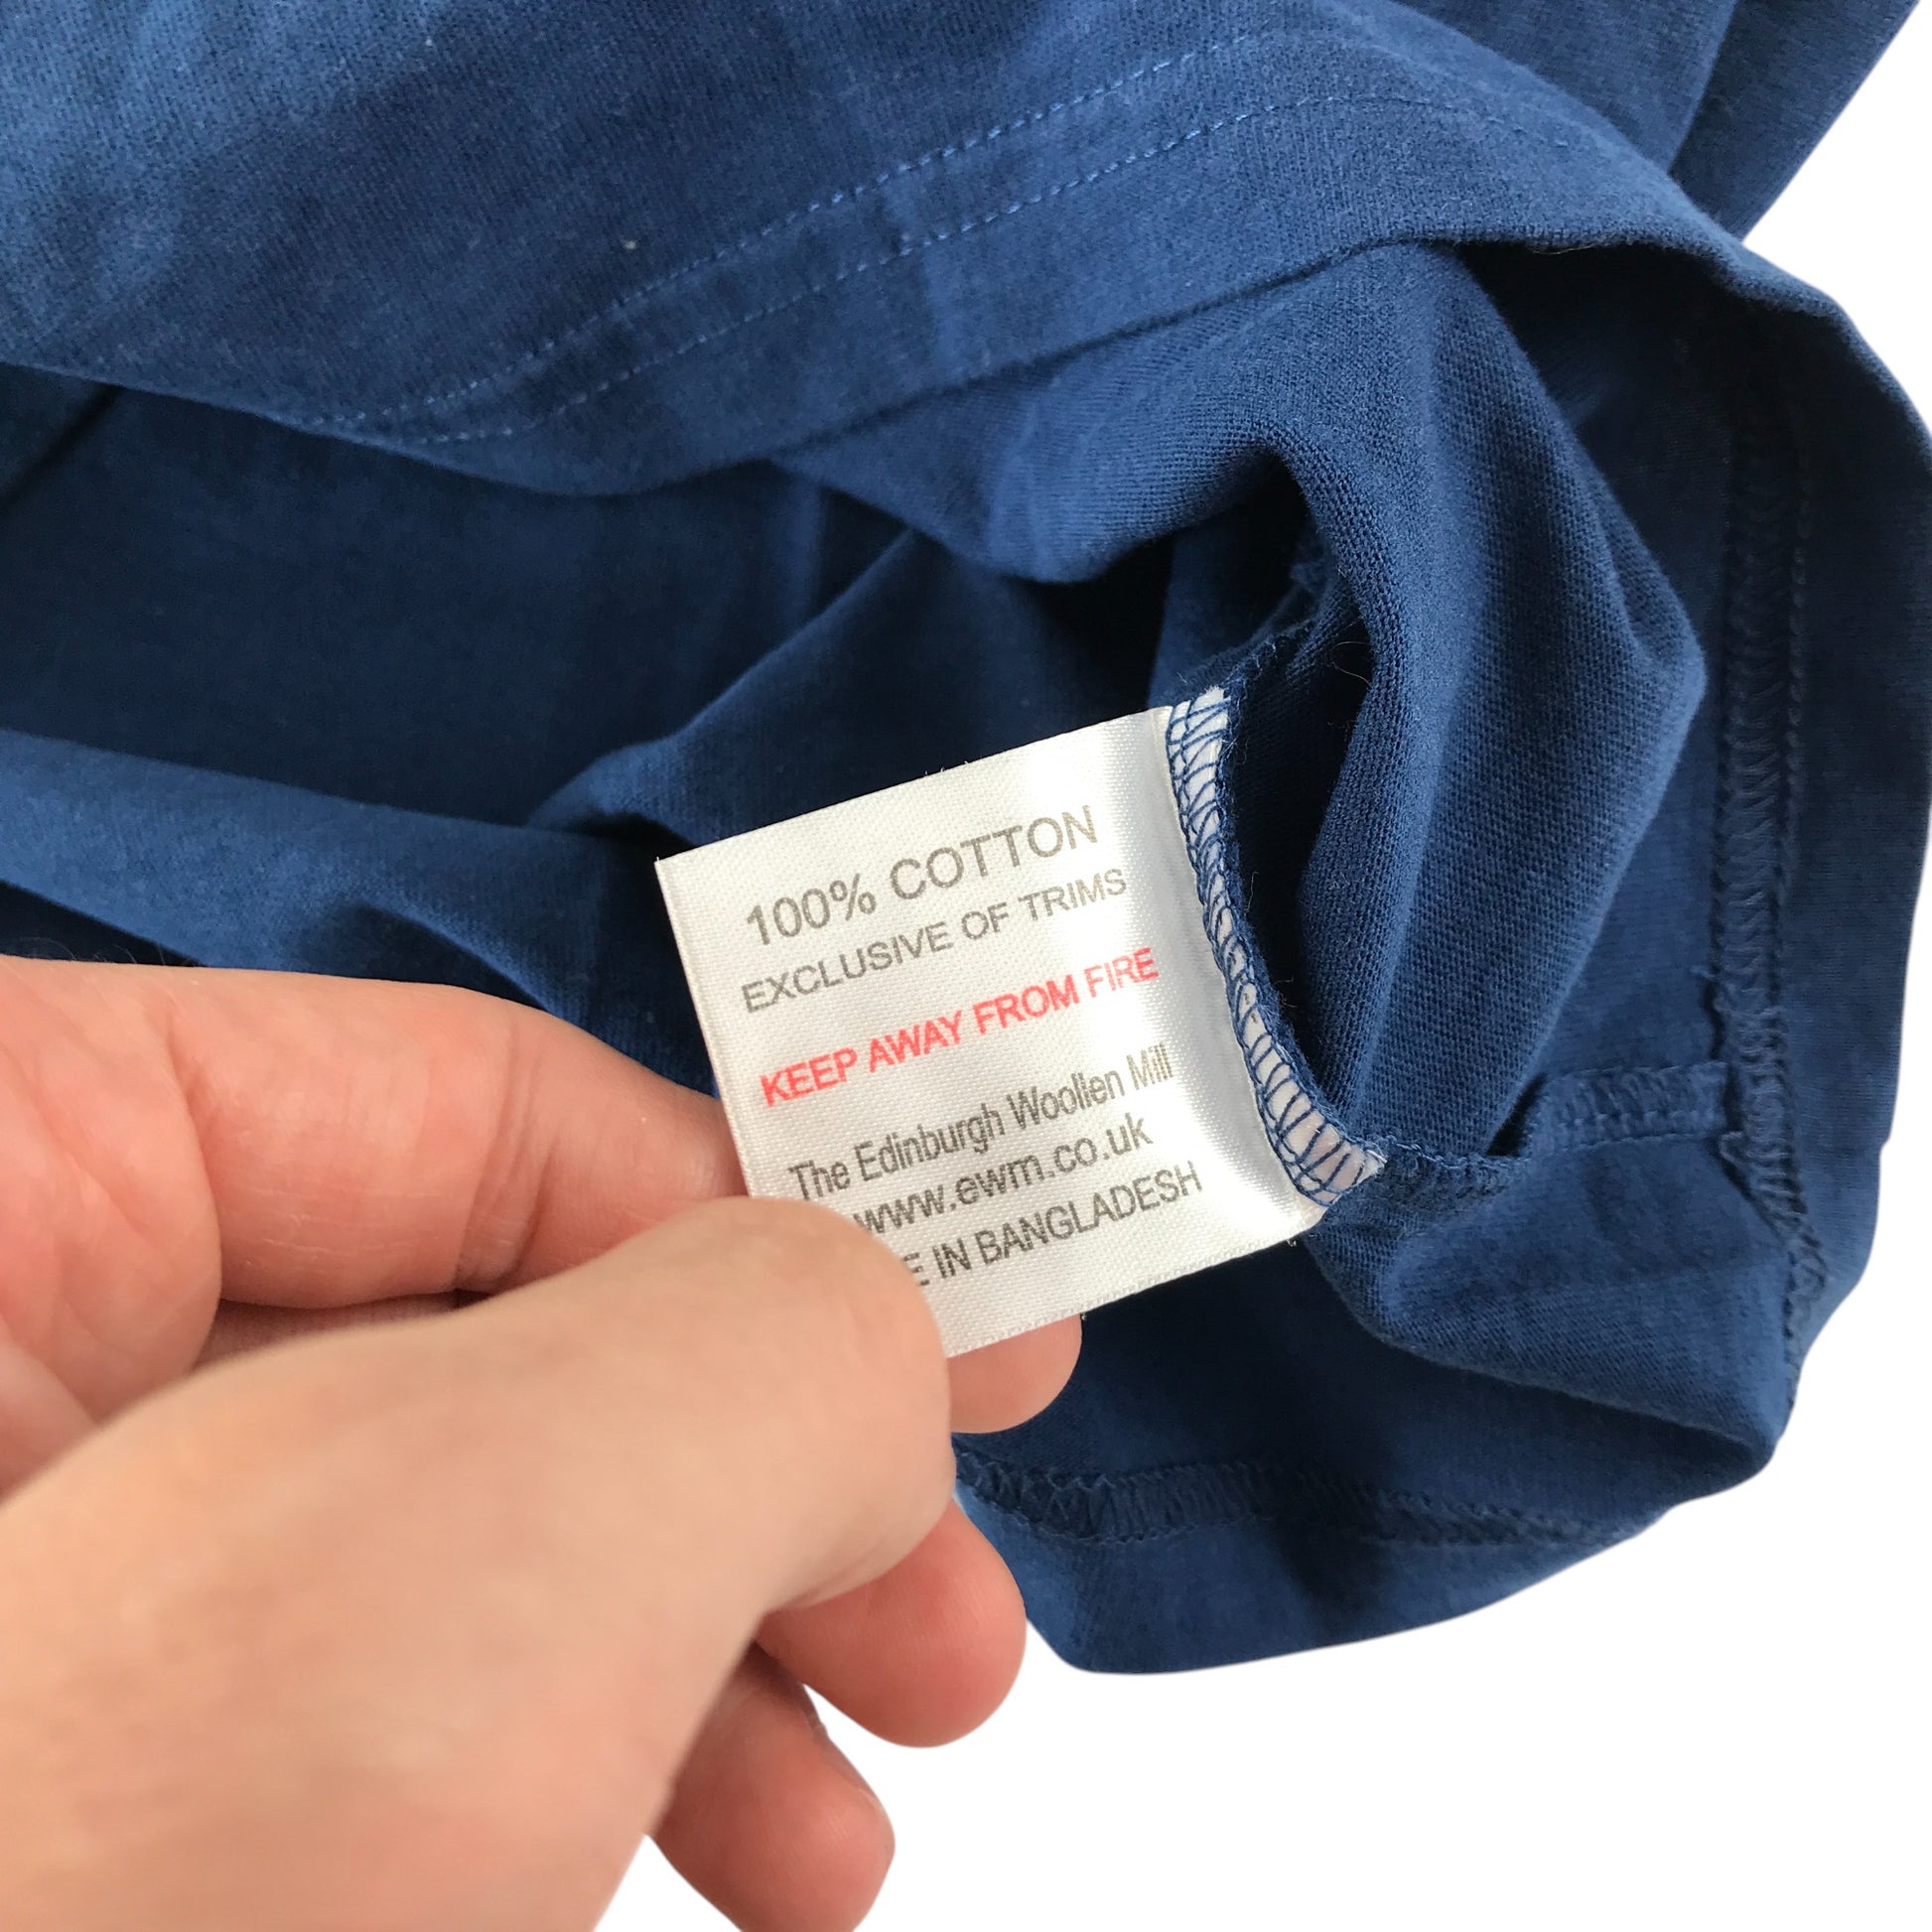 100% COTTON
EXCLUSIVE OF TRIMS
KEEP AWAY FROM FIRE
The Edinburgh Woollen Mill
www.ewm.co.uk
E IN BANGLADESH